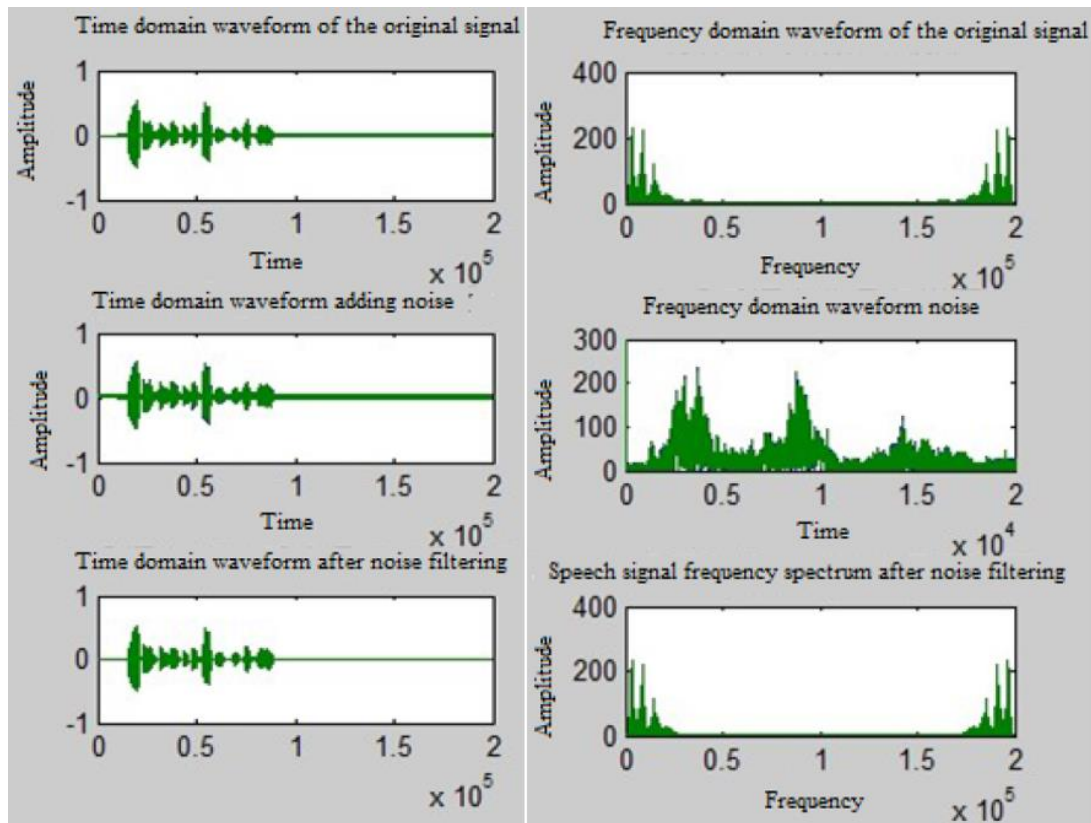 Time domain waveform of the original signal
Amplitude
1
0
-1
0 0.5 1 1.5 2
Time
x 10^5
Time domain waveform adding noise
Amplitude
1
0
-1
0 0.5 1 1.5 2
Time
x 10^5
Time domain waveform after noise filtering
Amplitude
1
0
-1
0 0.5 1 1.5 2
x 10^5
Frequency domain waveform of the original signal
Amplitude
400
200
0
0 0.5 1 1.5 2
Frequency
x 10^5
Frequency domain waveform noise
Amplitude
300
200
100
0
0 0.5 1 1.5 2
Time
x 10^4
Speech signal frequency spectrum after noise filtering
Amplitude
400
200
0
0 0.5 1 1.5 2
Frequency
x 10^5